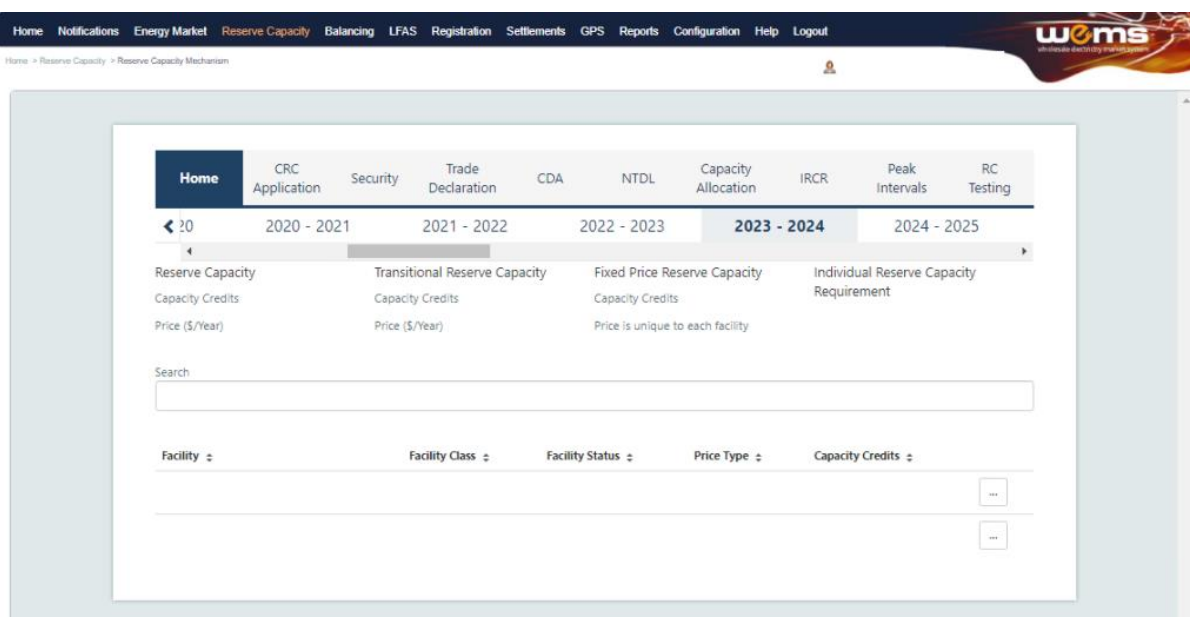 Home Notifications Energy Market Reserve Capacity Balancing LFAS Registration Settlements GPS Reports Configuration Help Logout
wems
wholesale electricity market system
Home > Reserve Capacity > Reserve Capacity Mechanism
Home
CRC Application
Security
Trade Declaration
CDA
NTDL
Capacity Allocation
IRCR
Peak Intervals
RC Testing
20 2020 - 2021 2021 - 2022 2022 - 2023 2023 - 2024 2024 - 2025
Reserve Capacity
Capacity Credits
Price ($/Year)
Transitional Reserve Capacity
Capacity Credits
Price ($/Year)
Fixed Price Reserve Capacity
Capacity Credits
Price is unique to each facility
Individual Reserve Capacity
Requirement
Search
Facility Facility Class Facility Status Price Type Capacity Credits
...
...